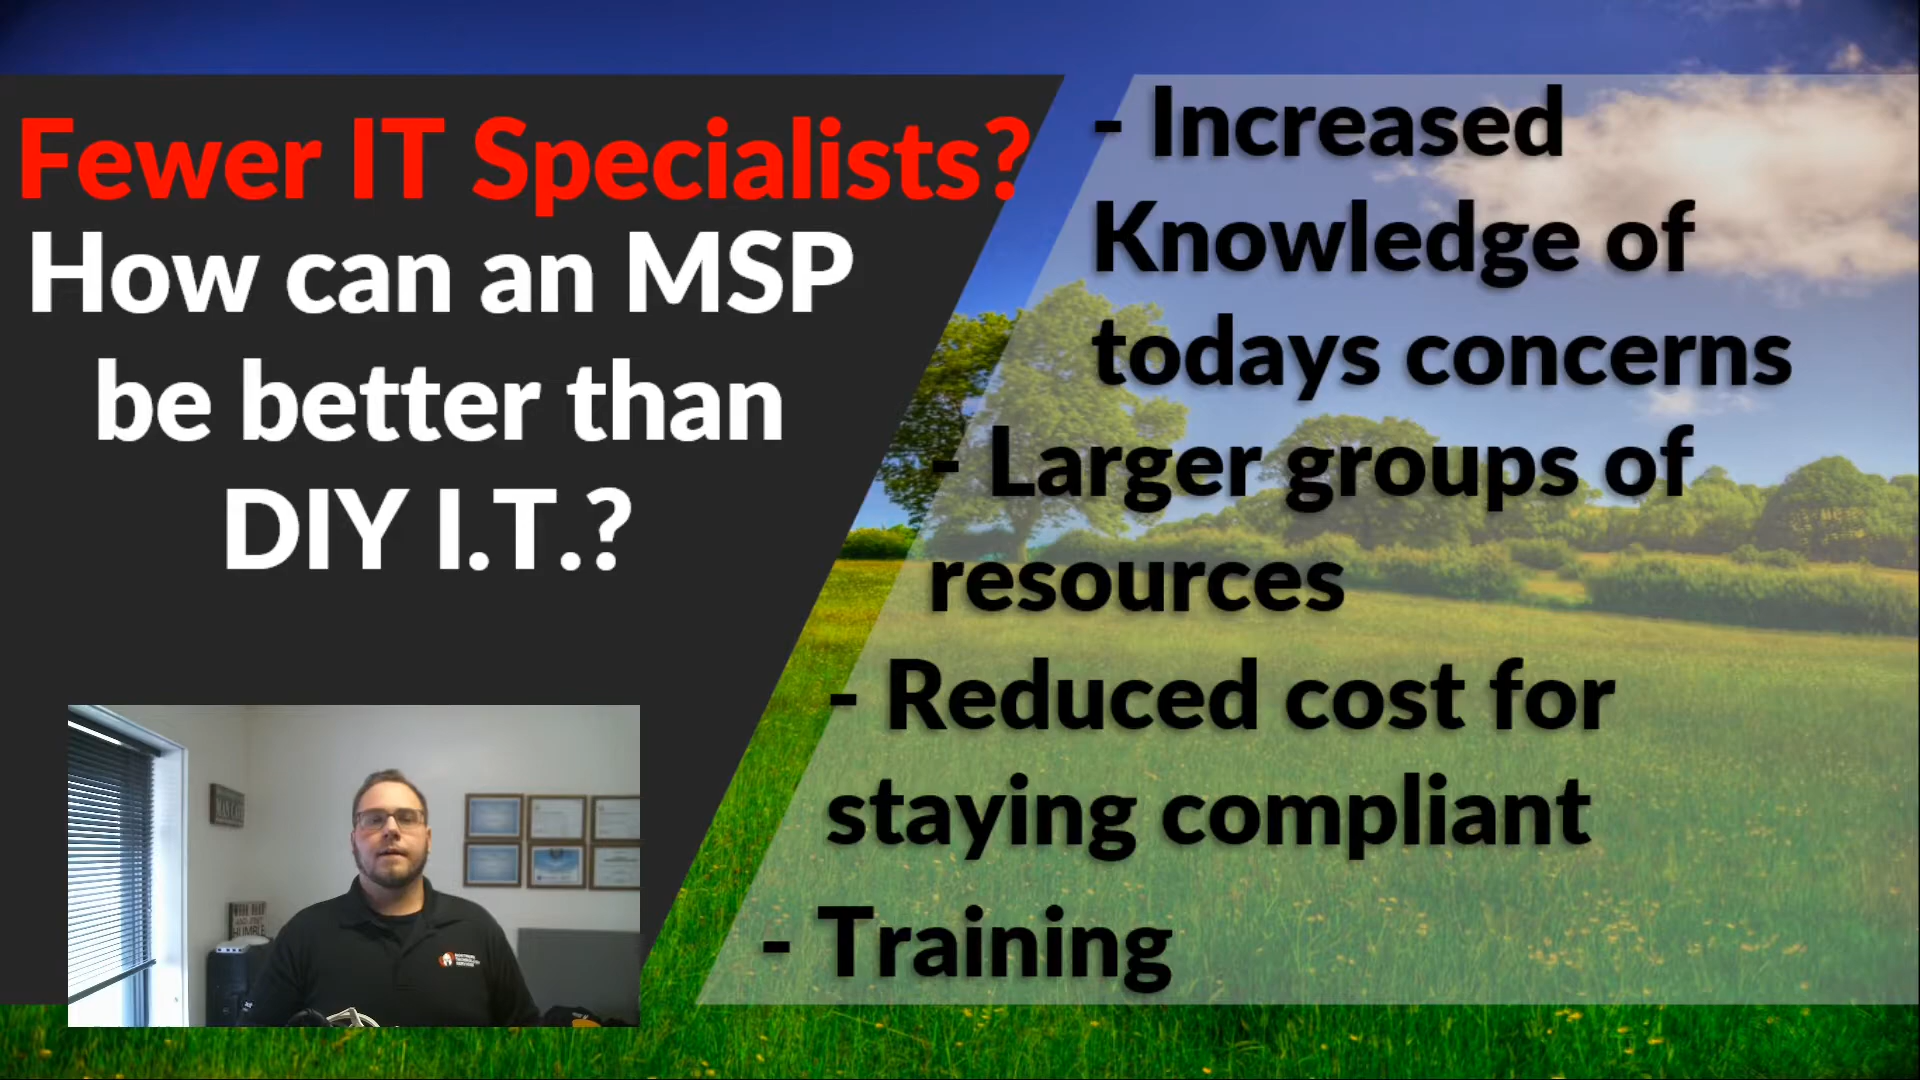 Fewer IT Specialists?
How can an MSP
be better than
DIY I.T.?
- Increased
Knowledge of
todays concerns
- Larger groups of
resources
- Reduced cost for
staying compliant
- Training
HUMBLE